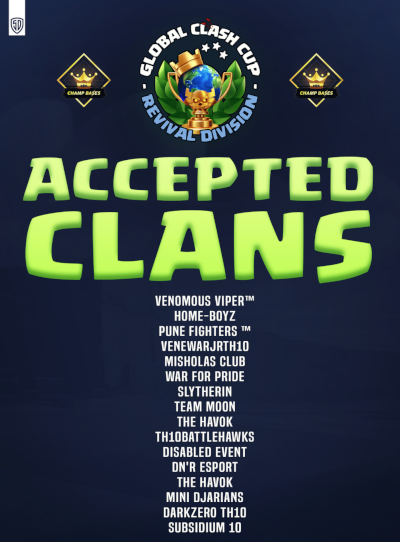 SD
GLOBAL CLASH CUP
- REVIVAL DIVISION -
CHAMP BASES
CHAMP BASES
ACCEPTED
CLANS
VENOMOUS VIPER™
HOME-BOYZ
PUNE FIGHTERS ™
VENEWARJRTH10
MISHOLAS CLUB
WAR FOR PRIDE
SLYTHERIN
TEAM MOON
THE HAVOK
TH10BATTLEHAWKS
DISABLED EVENT
DN'R ESPORT
THE HAVOK
MINI DJARIANS
DARKZERO TH10
SUBSIDIUM 10